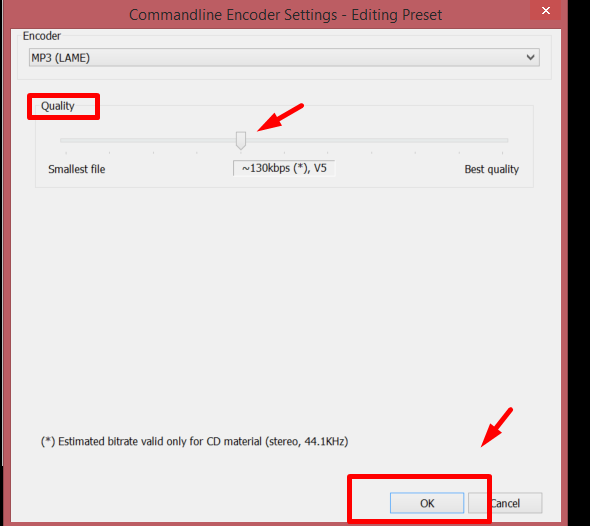 Commandline Encoder Settings - Editing Preset
Encoder
MP3 (LAME)
Quality
Smallest file
~130kbps (*), V5
Best quality
(*) Estimated bitrate valid only for CD material (stereo, 44.1KHz)
OK
Cancel